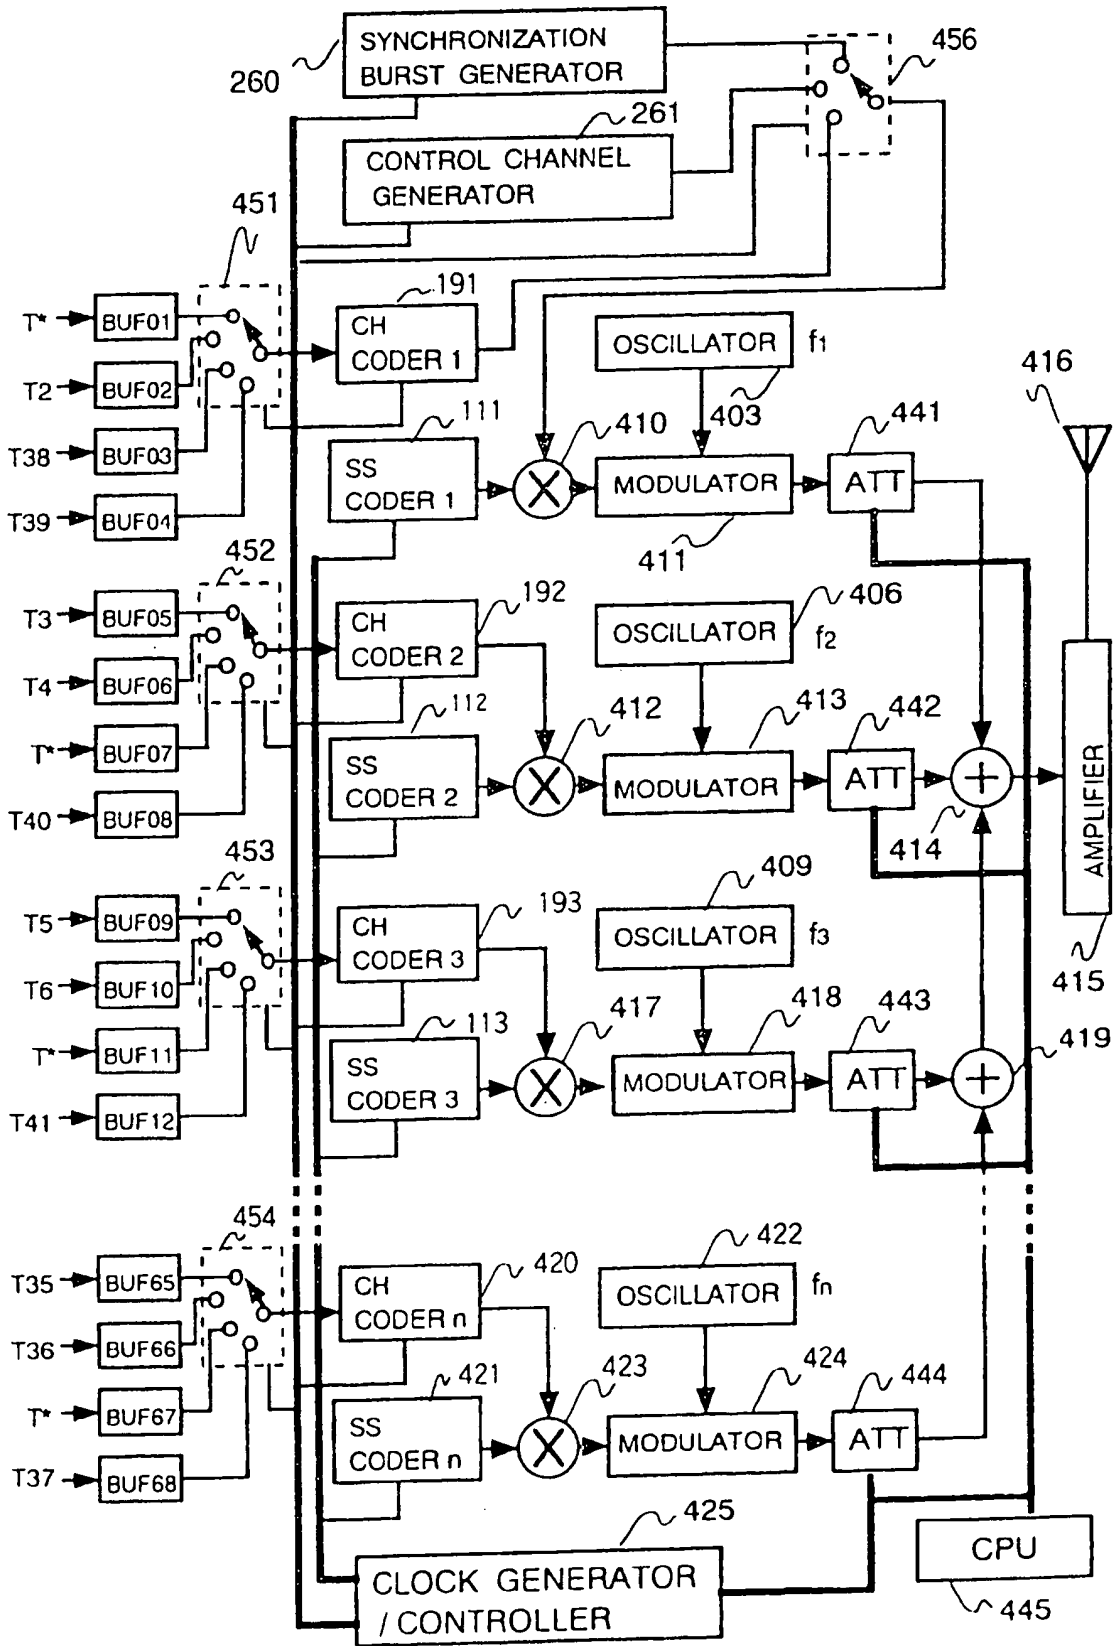 SYNCHRONIZATION
BURST GENERATOR
260
456
261
CONTROL CHANNEL
GENERATOR
451
191
T*
BUF01
CH
CODER 1
OSCILLATOR
f1
T2
BUF02
416
111
410
403
441
T38
BUF03
SS
CODER 1
MODULATOR
ATT
T39
BUF04
411
452
192
406
T3
BUF05
CH
CODER 2
OSCILLATOR
f2
T4
BUF06
112
412
413
442
T*
BUF07
SS
CODER 2
MODULATOR
ATT
T40
BUF08
414
AMPLIFIER
453
409
193
T5
BUF09
CH
CODER 3
OSCILLATOR
f3
415
T6
BUF10
113
417
418
443
419
T*
BUF11
SS
CODER 3
MODULATOR
ATT
T41
BUF12
454
422
420
T35
BUF65
CH
CODER n
OSCILLATOR
fn
T36
BUF66
421
423
424
444
T*
BUF67
SS
CODER n
MODULATOR
ATT
T37
BUF68
425
CLOCK GENERATOR
/ CONTROLLER
CPU
445